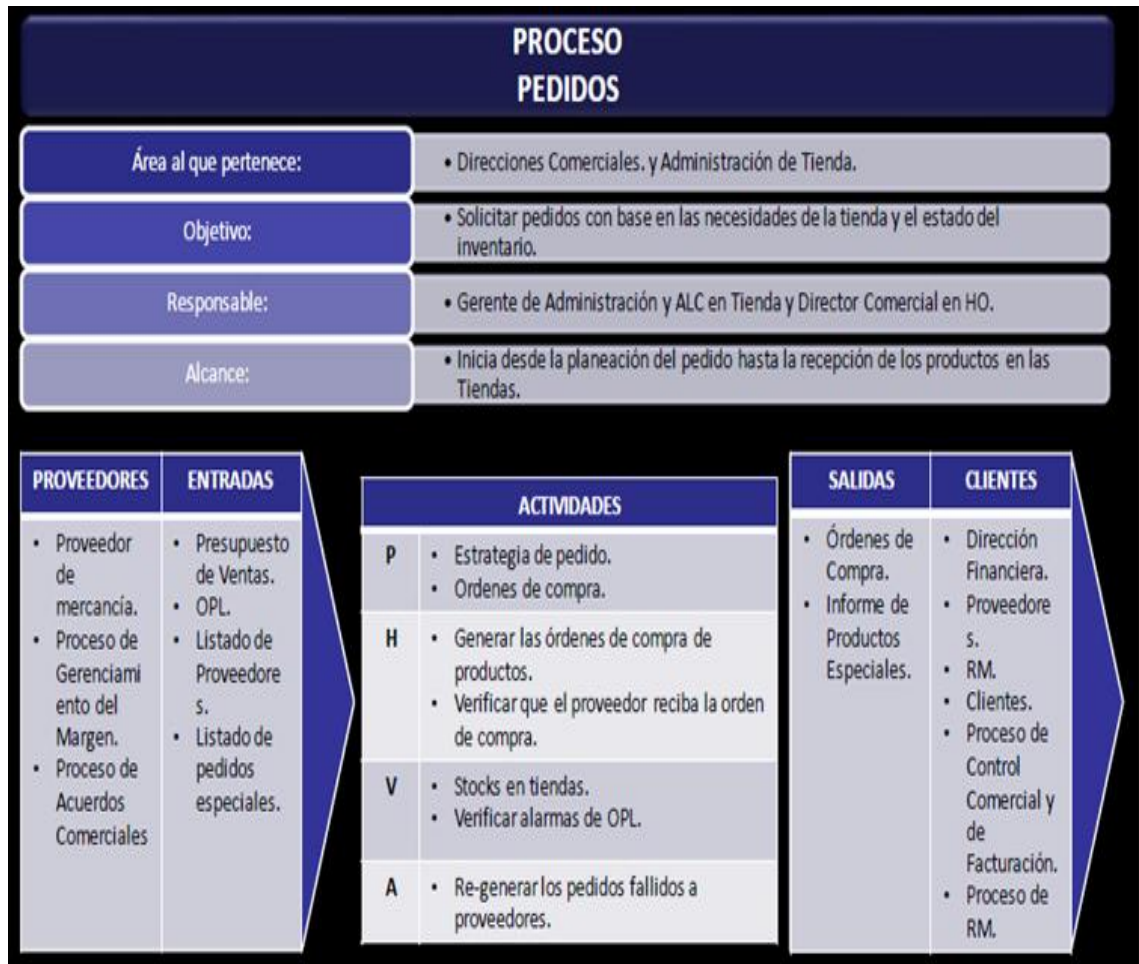 PROCESO
PEDIDOS
Área al que pertenece:
• Direcciones Comerciales. y Administración de Tienda.
Objetivo:
• Solicitar pedidos con base en las necesidades de la tienda y el estado del
inventario.
Responsable:
• Gerente de Administración y ALC en Tienda y Director Comercial en HO.
Alcance:
• Inicia desde la planeación del pedido hasta la recepción de los productos en las
Tiendas.
PROVEEDORES
• Proveedor
de
mercancía.
• Proceso de
Gerenciami
ento del
Margen.
• Proceso de
Acuerdos
Comerciales
ENTRADAS
• Presupuesto
de Ventas.
• OPL.
• Listado de
Proveedore
s.
• Listado de
pedidos
especiales.
ACTIVIDADES
P
• Estrategia de pedido.
• Ordenes de compra.
H
• Generar las órdenes de compra de
productos.
• Verificar que el proveedor reciba la orden
de compra.
V
• Stocks en tiendas.
• Verificar alarmas de OPL.
A
• Re-generar los pedidos fallidos a
proveedores.
SALIDAS
• Órdenes de
Compra.
• Informe de
Productos
Especiales.
CLIENTES
• Dirección
Financiera.
• Proveedore
s.
• RM.
• Clientes.
• Proceso de
Control
Comercial y
de
Facturación.
• Proceso de
RM.